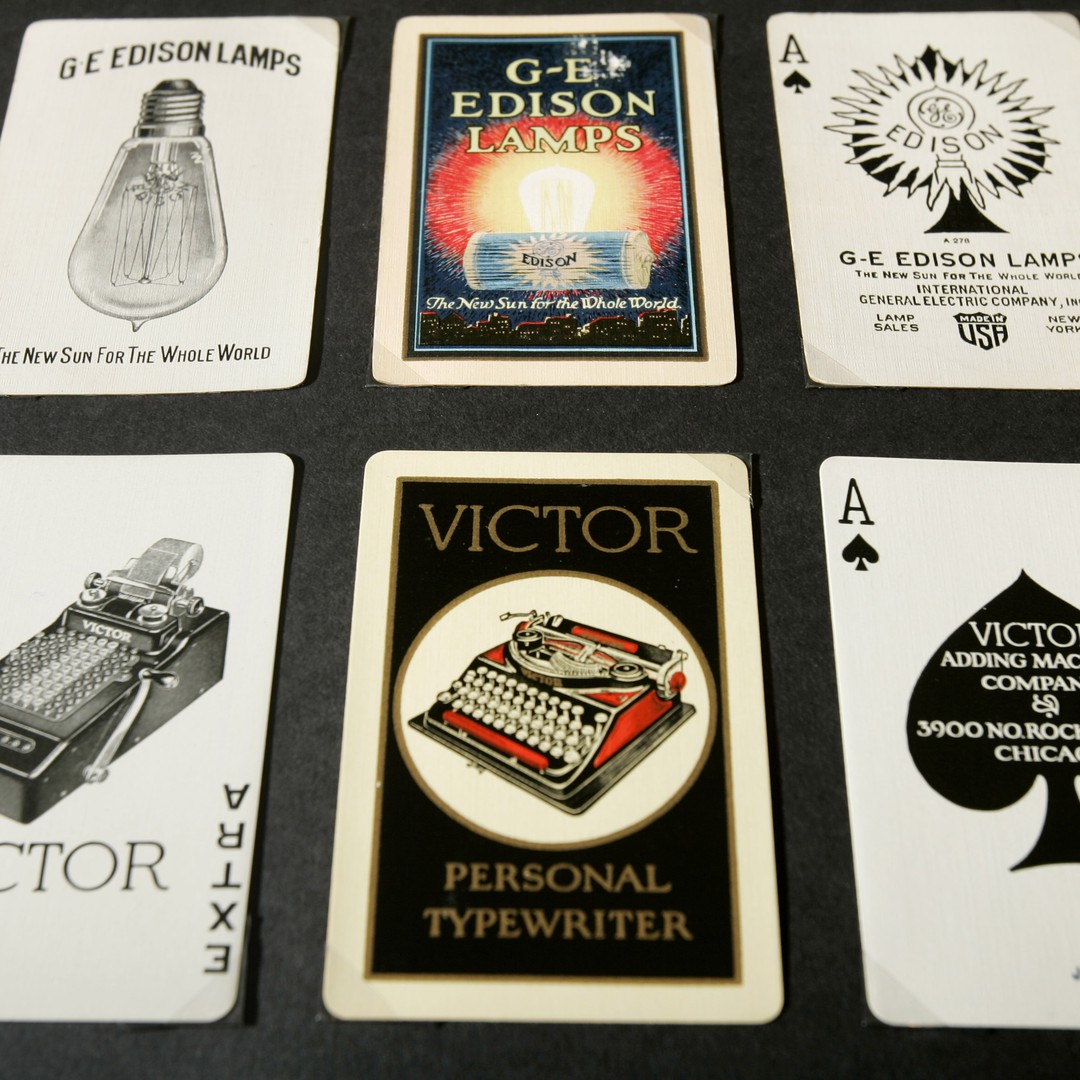 G·E EDISON LAMPS
THE NEW SUN FOR THE WHOLE WORLD
G-E
EDISON
LAMPS
EDISON
The New Sun for the Whole World.
A
GE
EDISON
A 278
G-E EDISON LAMPS
THE NEW SUN FOR THE WHOLE WORLD
INTERNATIONAL
GENERAL ELECTRIC COMPANY, INC
LAMP SALES
MADE IN USA
NEW YORK
VICTOR
CTOR
EXTRA
VICTOR
VICTOR
PERSONAL
TYPEWRITER
A
VICTOR
ADDING MAC
COMPAN
3900 NO. ROCK
CHICAG